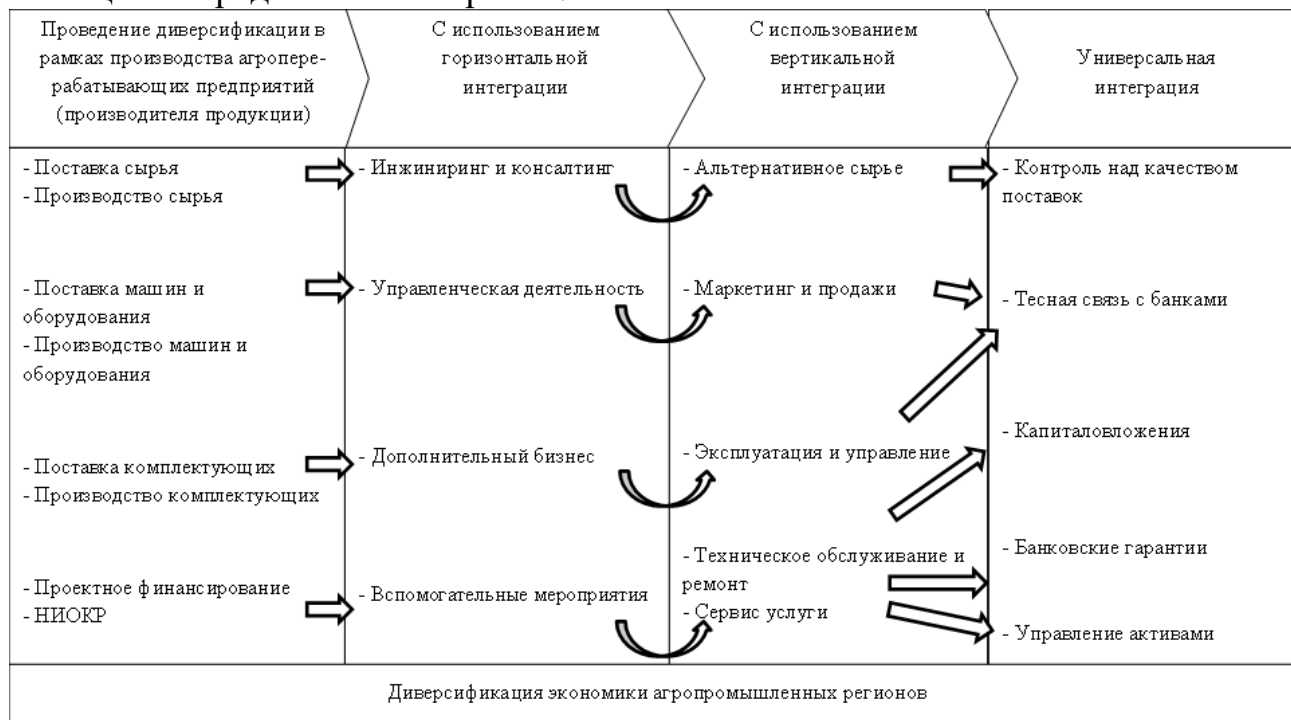 Проведение диверсификации в
рамках производства агропере-
рабатывающих предприятий
(производителя продукции)
С использованием
горизонтальной
интеграции
С использованием
вертикальной
интеграции
Универсальная
интеграция
- Поставка сырья
- Производство сырья
- Инжиниринг и консалтинг
- Альтернативное сырье
- Контроль над качеством
поставок
- Поставка машин и
оборудования
- Производство машин и
оборудования
- Управленческая деятельность
- Маркетинг и продажи
- Тесная связь с банками
- Поставка комплектующих
- Производство комплектующих
- Дополнительный бизнес
- Эксплуатация и управление
- Капиталовложения
- Проектное финансирование
- НИОКР
- Вспомогательные мероприятия
- Техническое обслуживание и
ремонт
- Сервис услуги
- Банковские гарантии
- Управление активами
Диверсификация экономики агропромышленных регионов